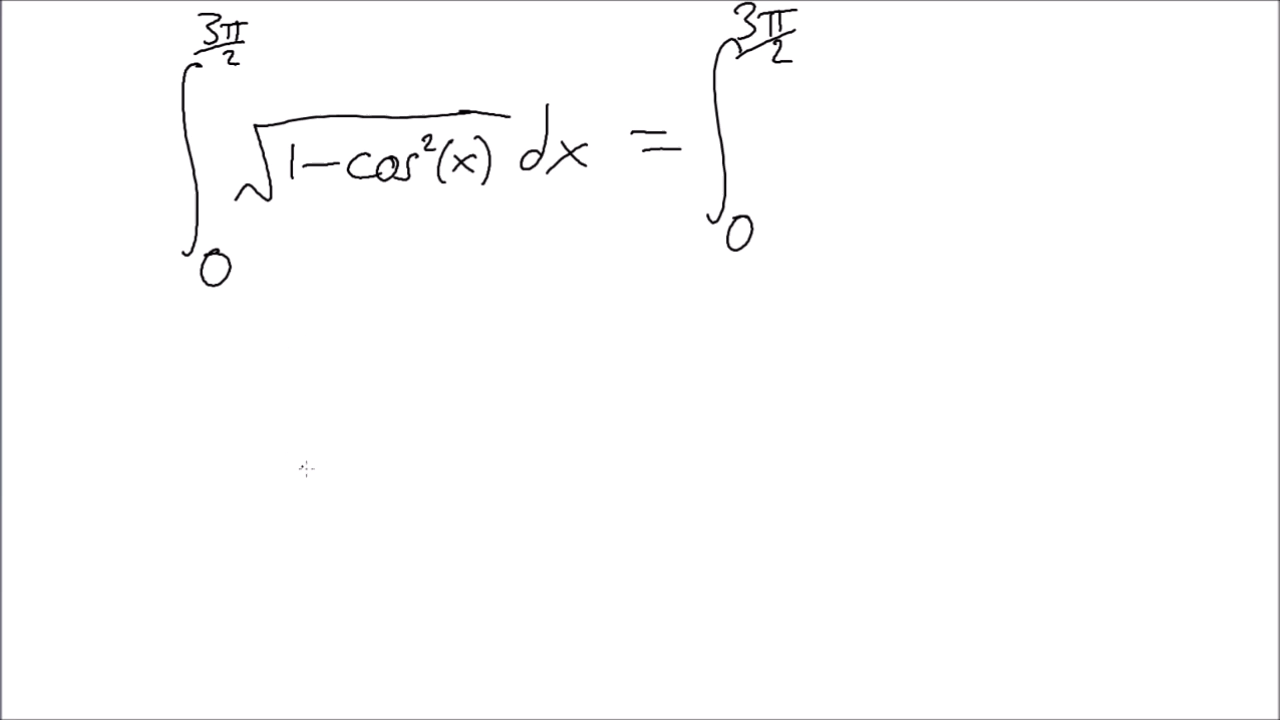 ∫₀^{3π/2} √(1-cos²(x)) dx = ∫₀^{3π/2}